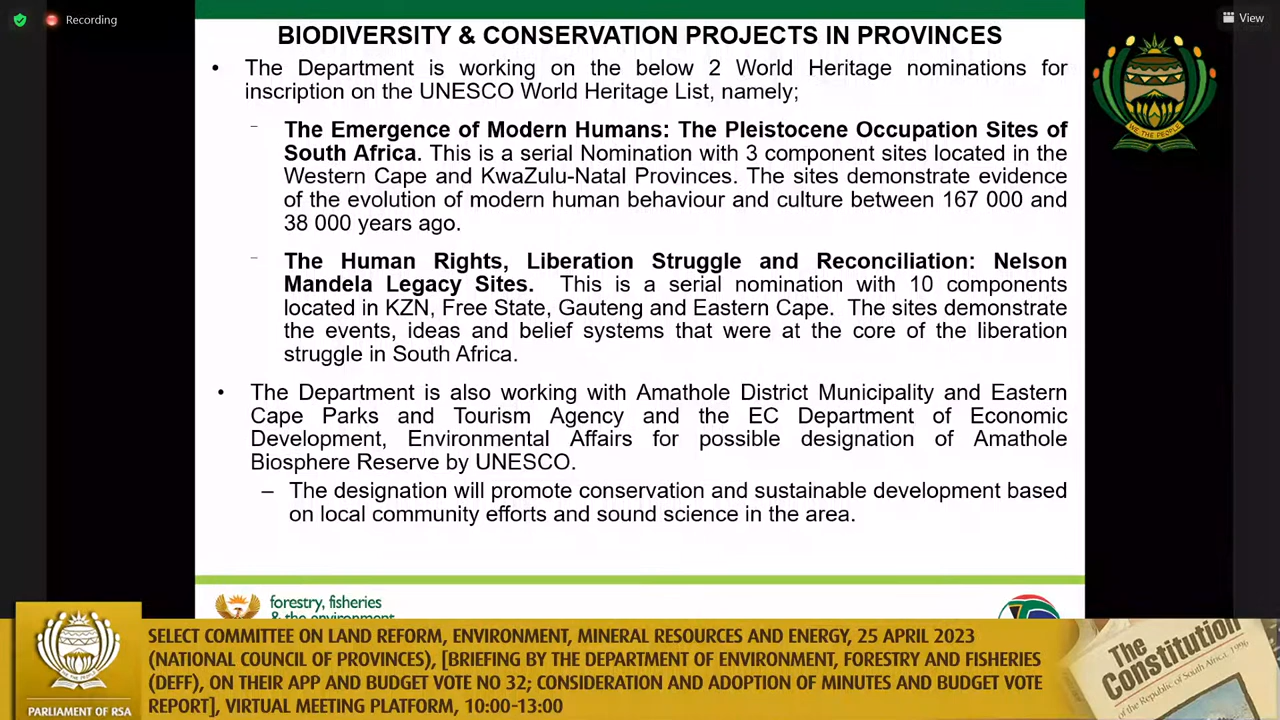 Recording
View
BIODIVERSITY & CONSERVATION PROJECTS IN PROVINCES
• The Department is working on the below 2 World Heritage nominations for
inscription on the UNESCO World Heritage List, namely;
– The Emergence of Modern Humans: The Pleistocene Occupation Sites of
South Africa. This is a serial Nomination with 3 component sites located in the
Western Cape and KwaZulu-Natal Provinces. The sites demonstrate evidence
of the evolution of modern human behaviour and culture between 167 000 and
38 000 years ago.
– The Human Rights, Liberation Struggle and Reconciliation: Nelson
Mandela Legacy Sites. This is a serial nomination with 10 components
located in KZN, Free State, Gauteng and Eastern Cape. The sites demonstrate
the events, ideas and belief systems that were at the core of the liberation
struggle in South Africa.
• The Department is also working with Amathole District Municipality and Eastern
Cape Parks and Tourism Agency and the EC Department of Economic
Development, Environmental Affairs for possible designation of Amathole
Biosphere Reserve by UNESCO.
– The designation will promote conservation and sustainable development based
on local community efforts and sound science in the area.
WE THE PEOPLE
forestry, fisheries
& the environment
PARLIAMENT OF RSA
SELECT COMMITTEE ON LAND REFORM, ENVIRONMENT, MINERAL RESOURCES AND ENERGY, 25 APRIL 2023
(NATIONAL COUNCIL OF PROVINCES), [BRIEFING BY THE DEPARTMENT OF ENVIRONMENT, FORESTRY AND FISHERIES
(DEFF), ON THEIR APP AND BUDGET VOTE NO 32; CONSIDERATION AND ADOPTION OF MINUTES AND BUDGET VOTE
REPORT], VIRTUAL MEETING PLATFORM, 10:00-13:00
The
Constitution
of the Republic of South Africa, 1996